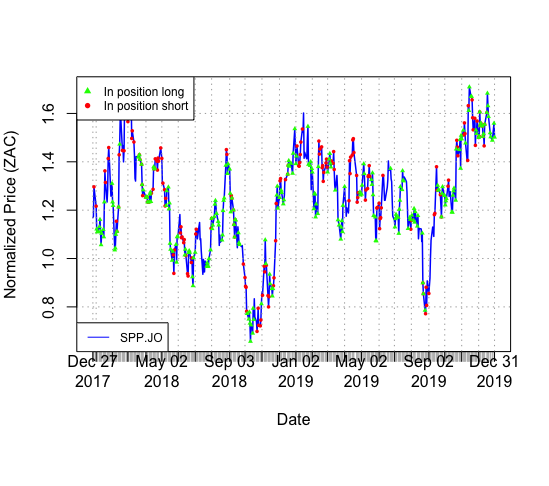 In position long
In position short
Normalized Price (ZAC)
1.6
1.4
1.2
1.0
0.8
SPP.JO
Dec 27 May 02 Sep 03 Jan 02 May 02 Sep 02 Dec 31
2017 2018 2018 2019 2019 2019 2019
Date